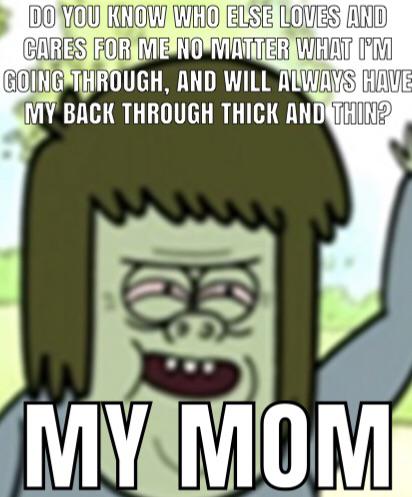 DO YOU KNOW WHO ELSE LOVES AND
CARES FOR ME NO MATTER WHAT I'M
GOING THROUGH, AND WILL ALWAYS HAVE
MY BACK THROUGH THICK AND THIN?
MY MOM